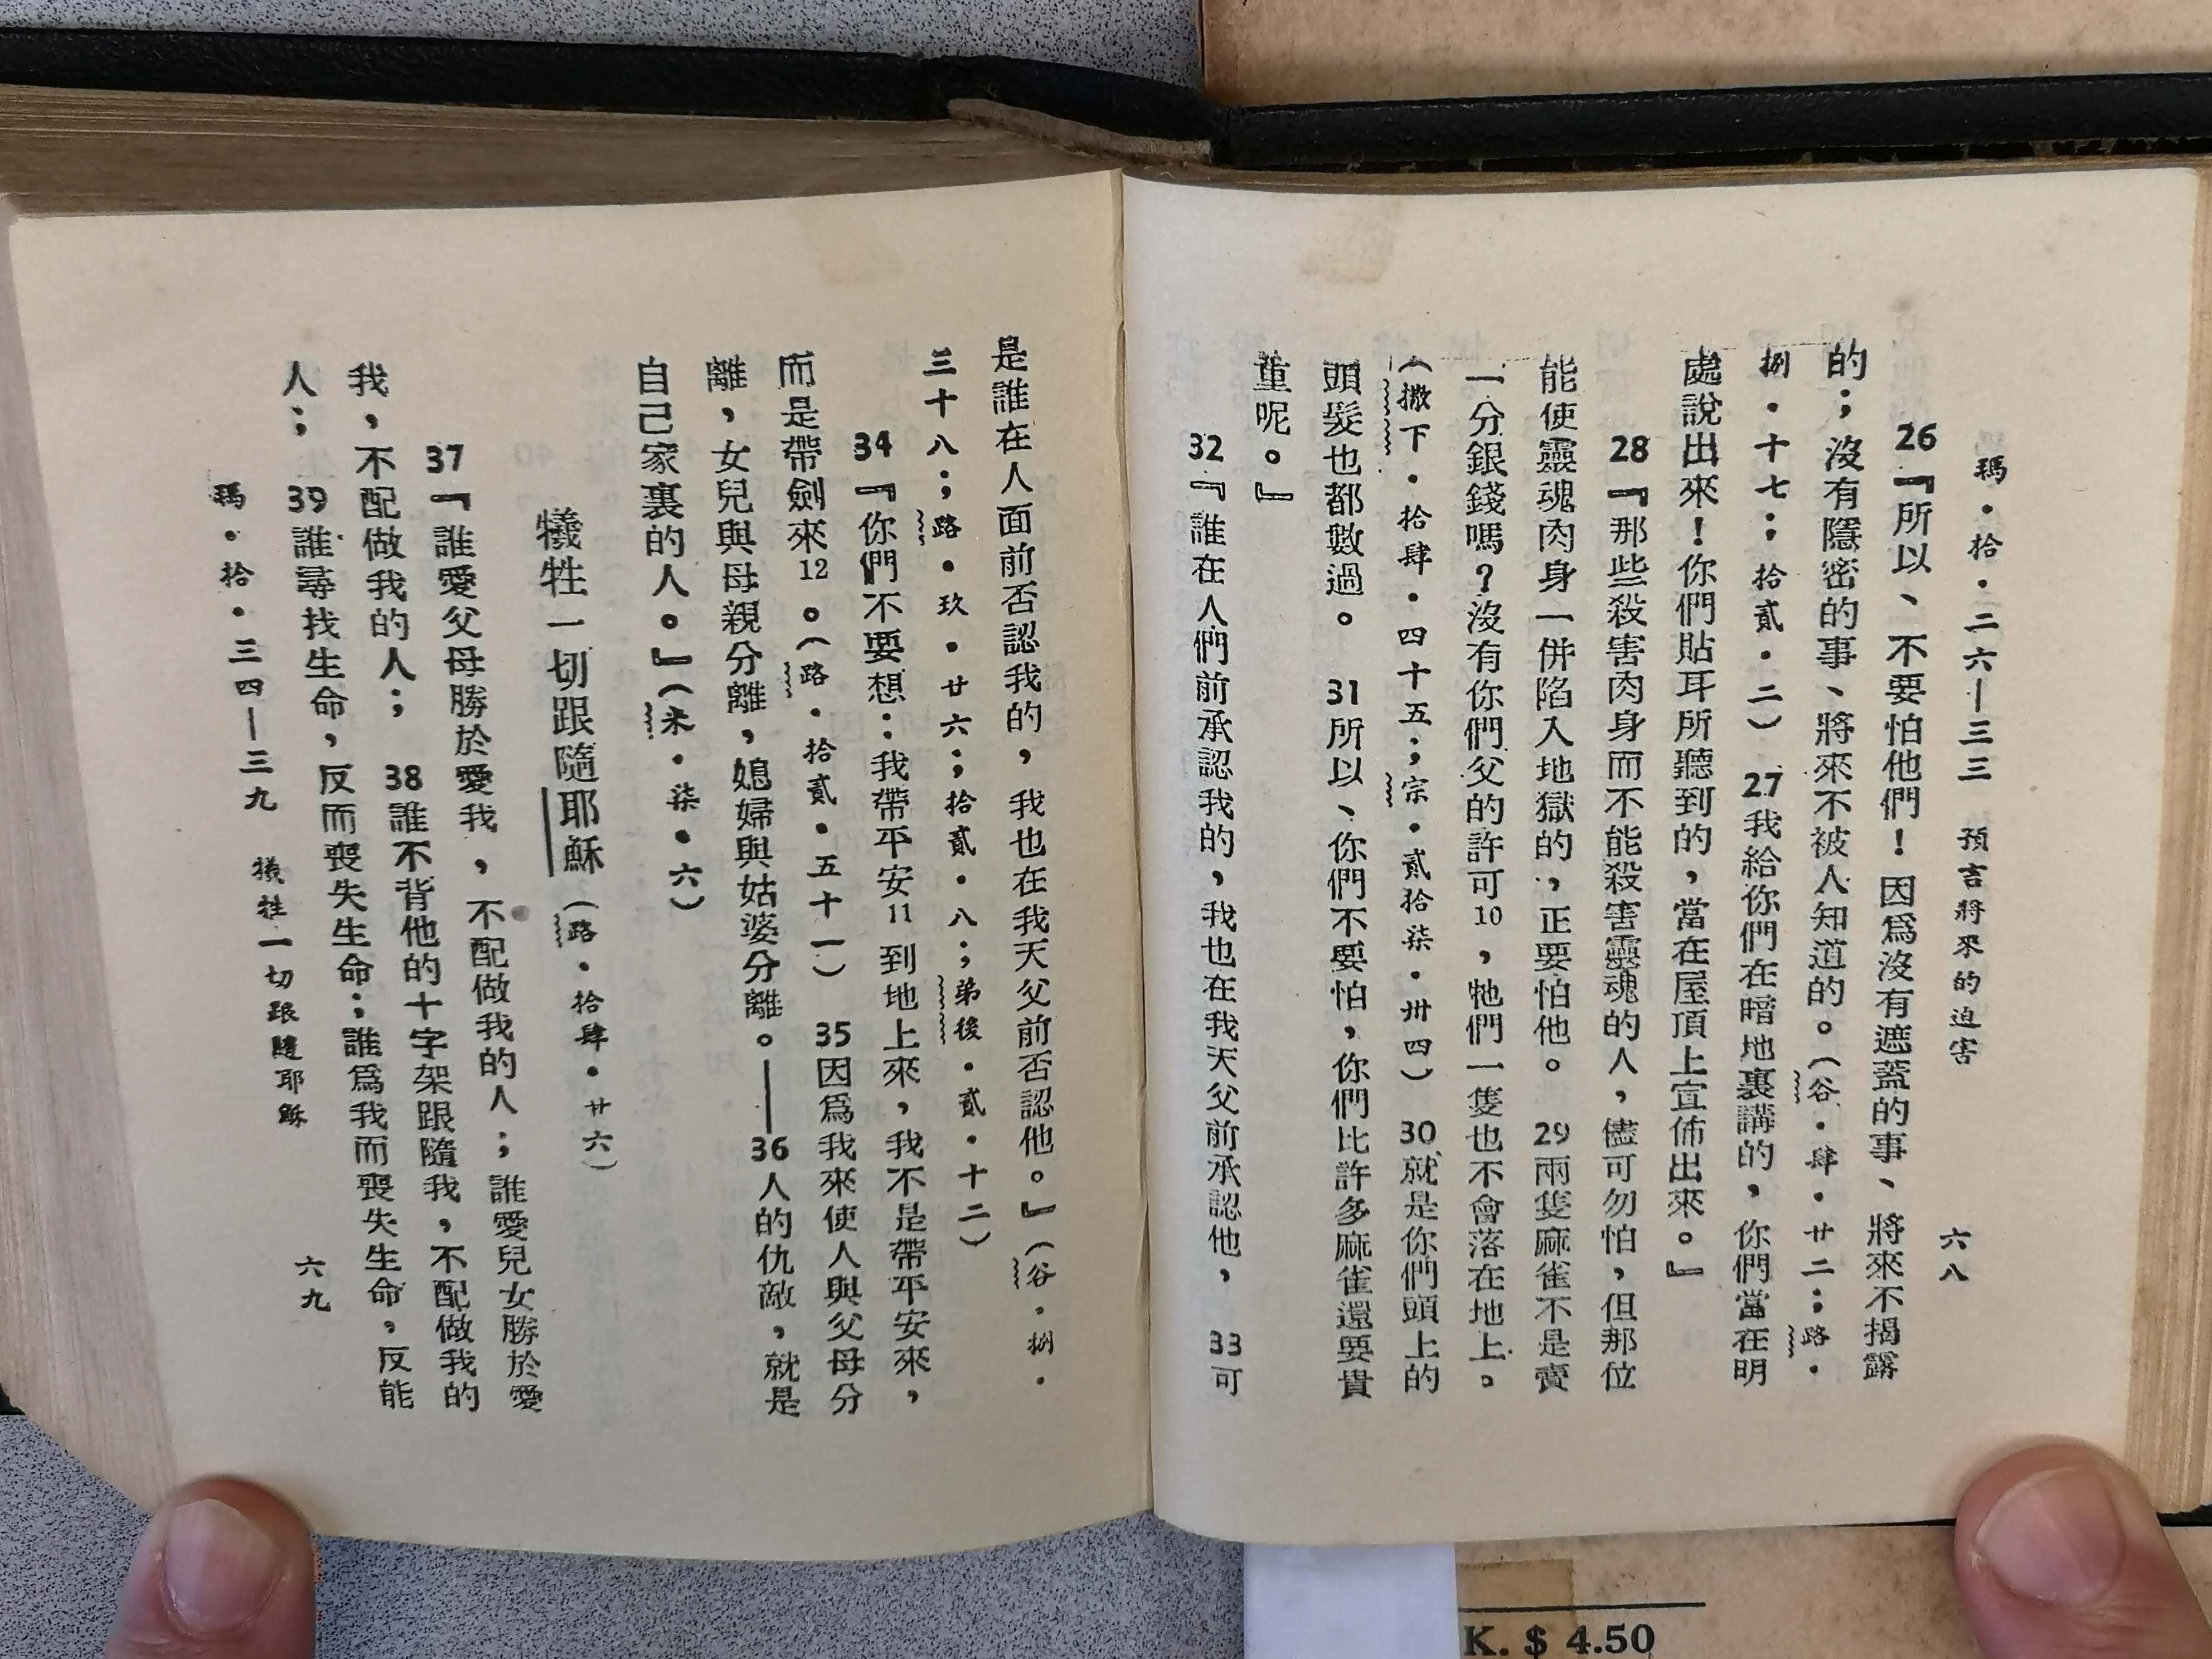 瑪·拾·二六—三三　預言將來的迫害　六八
26『所以、不要怕他們！因爲沒有遮蓋的事、將來不揭露
的；沒有隱密的事、將來不被人知道的。（谷·肆·廿二；路·
捌·十七；拾貳·二）27我給你們在暗地裏講的，你們當在明
處說出來！你們貼耳所聽到的，當在屋頂上宣佈出來。』
28『那些殺害肉身而不能殺害靈魂的人，儘可勿怕，但那位
能使靈魂肉身一併陷入地獄的，正要怕他。29兩隻麻雀不是賣
一分銀錢嗎？沒有你們父的許可10，牠們一隻也不會落在地上。
（撒下·拾肆·四十五；宗·貳拾柒·卅四）30就是你們頭上的
頭髮也都數過。31所以、你們不要怕，你們比許多麻雀還要貴
重呢。』
32『誰在人們前承認我的，我也在我天父前承認他，33可
是誰在人面前否認我的，我也在我天父前否認他。』（谷·捌·
三十八；路·玖·廿六；拾貳·八；弟後·貳·十二）
34『你們不要想：我帶平安11到地上來，我不是帶平安來，
而是帶劍來12。（路·拾貳·五十一）35因爲我來使人與父母分
離，女兒與母親分離，媳婦與姑婆分離。——36人的仇敵，就是
自己家裏的人。』（米·柒·六）
犧牲一切跟隨耶穌（路·拾肆·廿六）
37『誰愛父母勝於愛我，不配做我的人；誰愛兒女勝於愛
我，不配做我的人；38誰不背他的十字架跟隨我，不配做我的
人；39誰尋找生命，反而喪失生命；誰爲我而喪失生命，反能
瑪·拾·三四—三九　犧牲一切跟隨耶穌　六九
K. $ 4.50